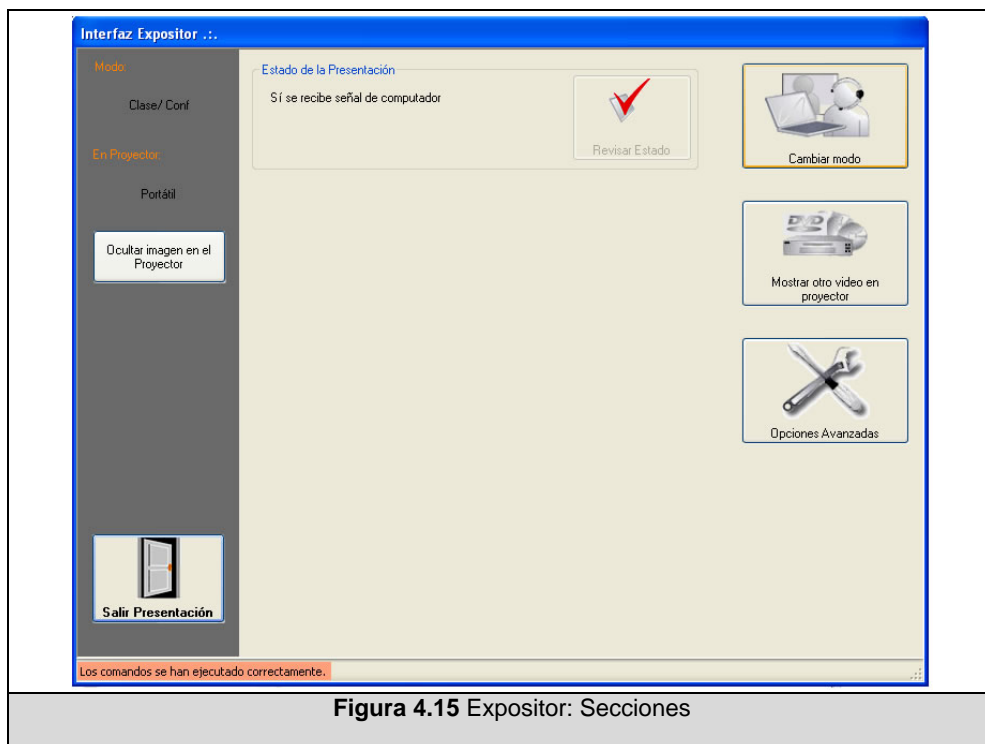 Interfaz Expositor .:.
Modo:
Clase/ Conf
En Proyector:
Portátil
Ocultar imagen en el
Proyector
Salir Presentación
Estado de la Presentación
Sí se recibe señal de computador
Revisar Estado
Cambiar modo
DVD
Mostrar otro video en
proyector
Opciones Avanzadas
Los comandos se han ejecutado correctamente.
Figura 4.15 Expositor: Secciones